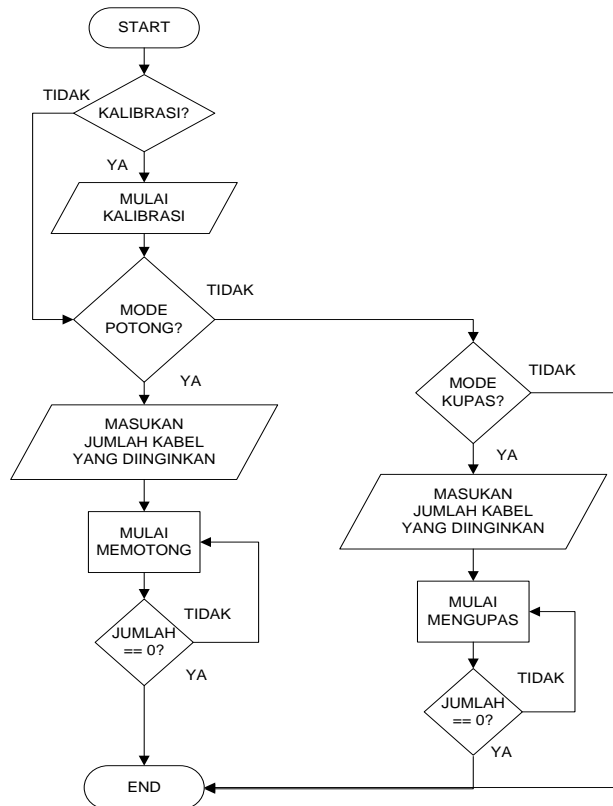 START
TIDAK
KALIBRASI?
YA
MULAI
KALIBRASI
TIDAK
MODE
POTONG?
YA
MASUKAN
JUMLAH KABEL
YANG DIINGINKAN
MULAI
MEMOTONG
TIDAK
JUMLAH
== 0?
YA
TIDAK
MODE
KUPAS?
YA
MASUKAN
JUMLAH KABEL
YANG DIINGINKAN
MULAI
MENGUPAS
TIDAK
JUMLAH
== 0?
YA
END